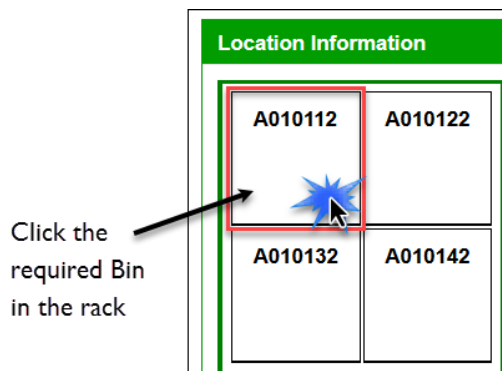 Location Information
A010112 A010122
Click the
required Bin
in the rack
A010132 A010142